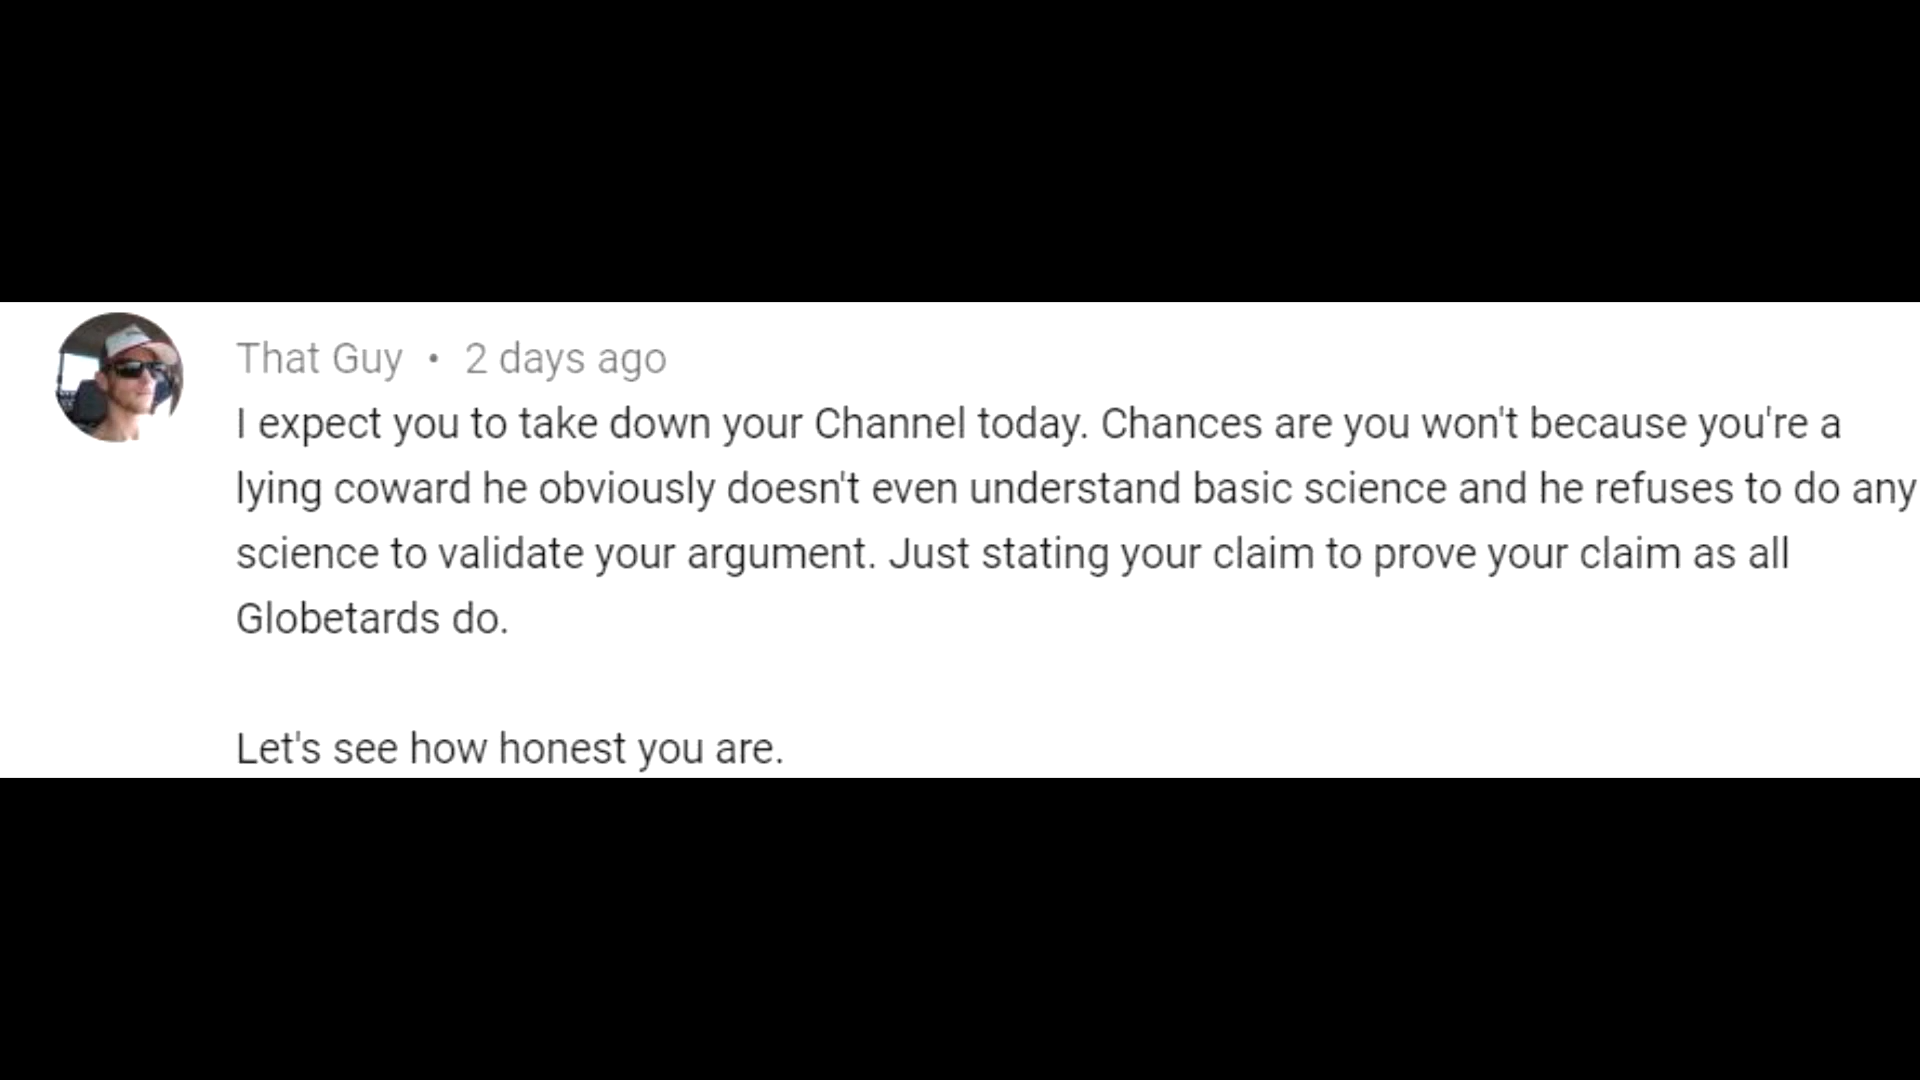 That Guy • 2 days ago
I expect you to take down your Channel today. Chances are you won't because you're a
lying coward he obviously doesn't even understand basic science and he refuses to do any
science to validate your argument. Just stating your claim to prove your claim as all
Globetards do.
Let's see how honest you are.